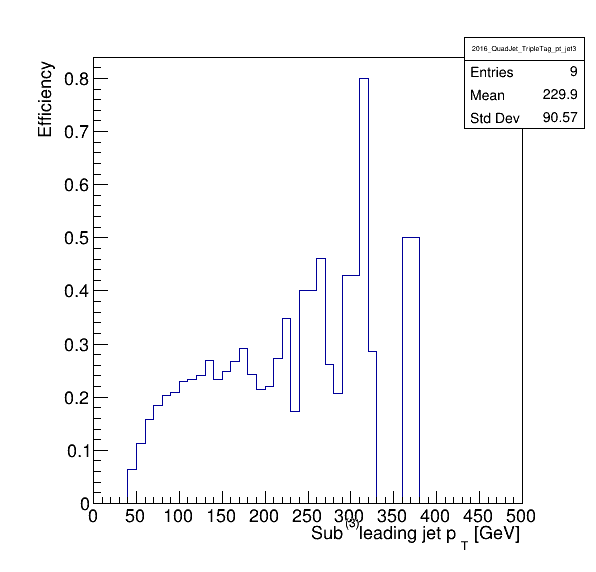 2016_QuadJet_TripleTag_pt_jet3
Entries 9
Mean 229.9
Std Dev 90.57
Efficiency
0.8
0.7
0.6
0.5
0.4
0.3
0.2
0.1
0
0 50 100 150 200 250 300 350 400 450 500
Sub(3)leading jet p T [GeV]